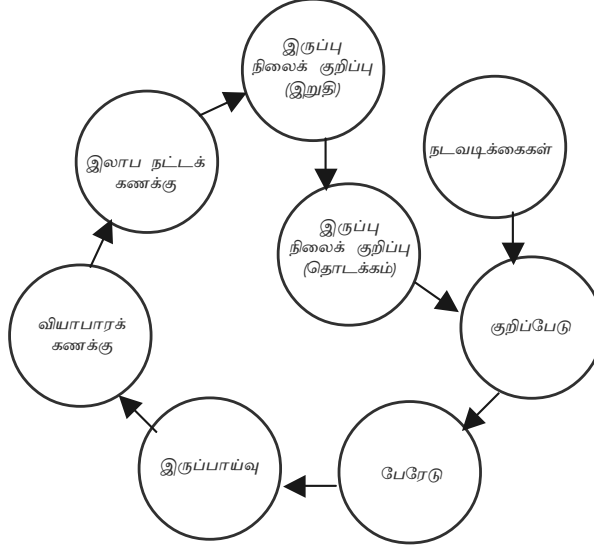 இருப்பு
நிலைக் குறிப்பு
(இறுதி)
நடவடிக்கைகள்
இலாப நட்டக்
கணக்கு
இருப்பு
நிலைக் குறிப்பு
(தொடக்கம்)
குறிப்பேடு
வியாபாரக்
கணக்கு
இருப்பாய்வு
பேரேடு